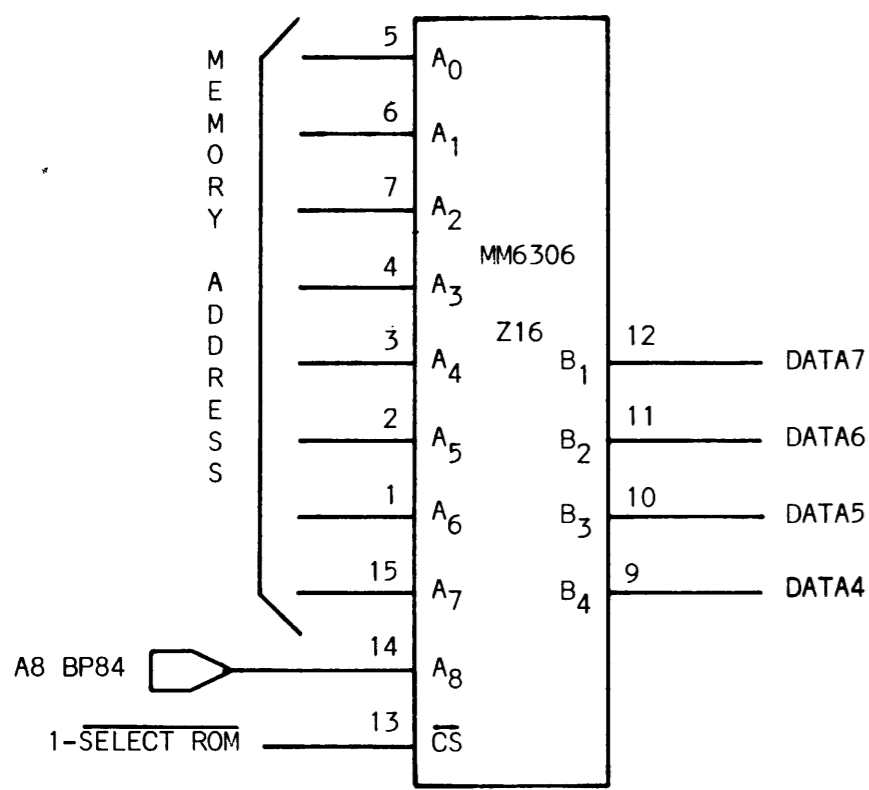 MEMORY ADDRESS
5 A0
6 A1
7 A2
MM6306
4 A3
Z16
3 A4 B1 12 DATA7
2 A5 B2 11 DATA6
1 A6 B3 10 DATA5
15 A7 B4 9 DATA4
A8 BP84 14 A8
1-SELECT ROM 13 CS